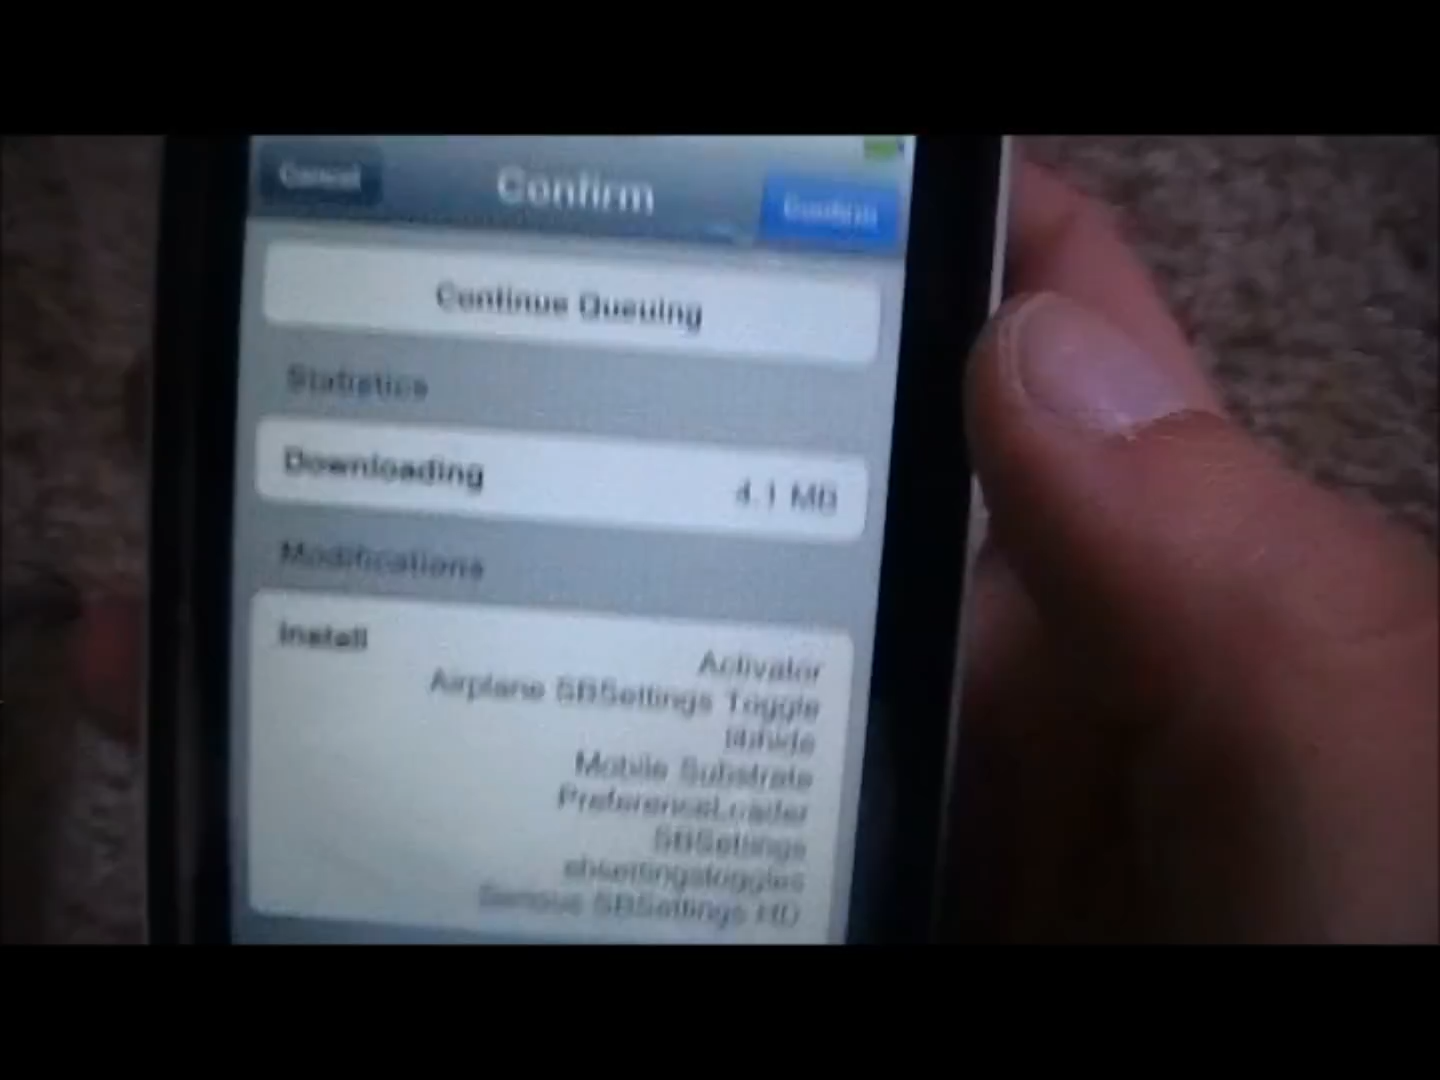 Cancel
Confirm
Confirm
Continue Queuing
Statistics
Downloading
4.1 MB
Modifications
Install
Activator
Airplane SBSettings Toggle
Mobile Substrate
PreferenceLoader
SBSettings
sbsettingstoggles
Serious SBSettings HD